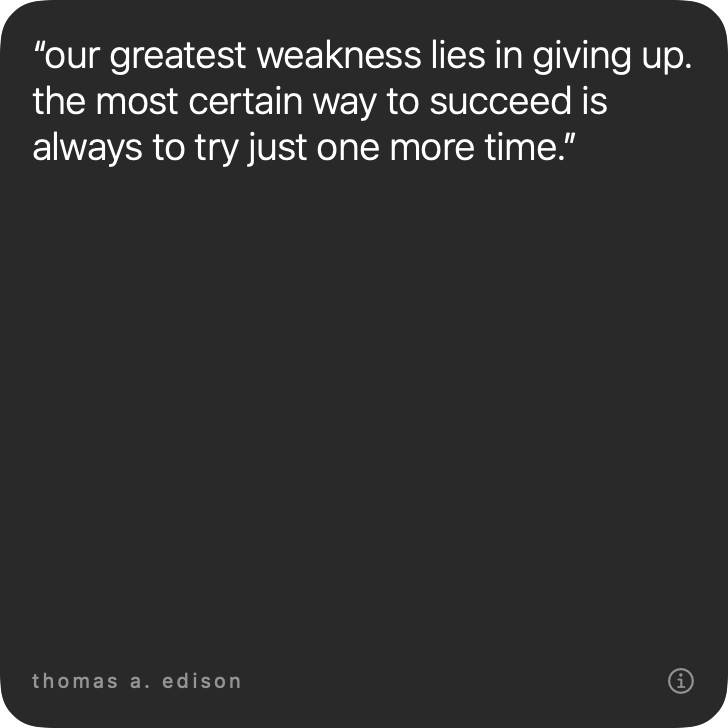 “our greatest weakness lies in giving up.
the most certain way to succeed is
always to try just one more time.”
thomas a. edison